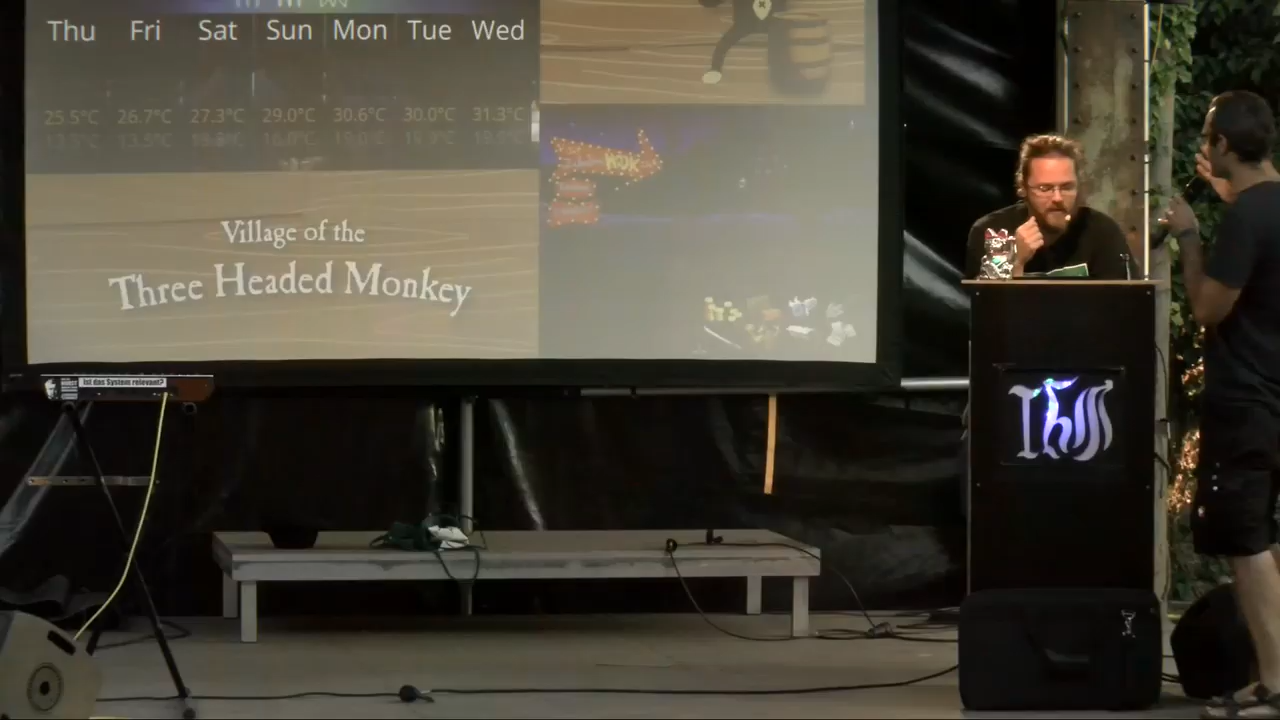 Thu Fri Sat Sun Mon Tue Wed
25.5°C 26.7°C 27.3°C 29.0°C 30.6°C 30.0°C 31.3°C
Village of the
Three Headed Monkey
ist das System relevant?